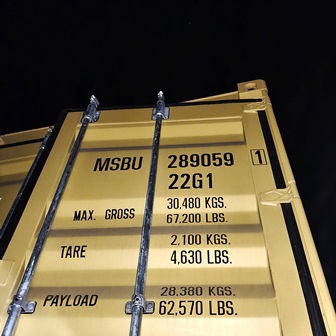 MSBU 289059 1
22G1
30,480 KGS.
MAX. GROSS 67,200 LBS.
2,100 KGS.
TARE 4,630 LBS.
28,380 KGS.
PAYLOAD 62,570 LBS.